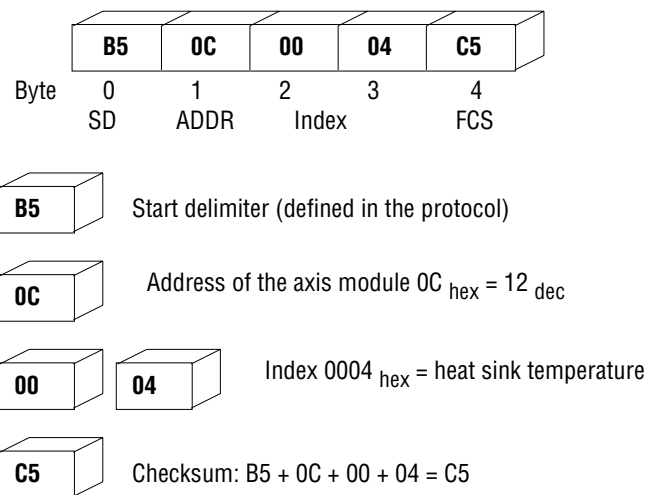 B5 0C 00 04 C5
Byte 0 1 2 3 4
SD ADDR Index FCS
B5 Start delimiter (defined in the protocol)
0C Address of the axis module 0C hex = 12 dec
00 04 Index 0004 hex = heat sink temperature
C5 Checksum: B5 + 0C + 00 + 04 = C5